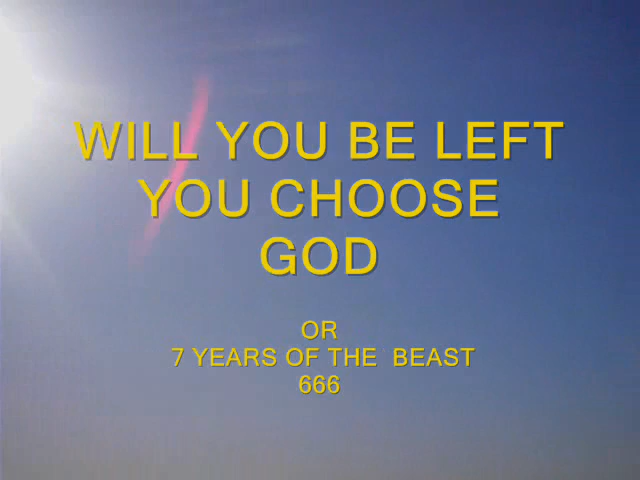 WILL YOU BE LEFT
YOU CHOOSE
GOD
OR
7 YEARS OF THE BEAST
666